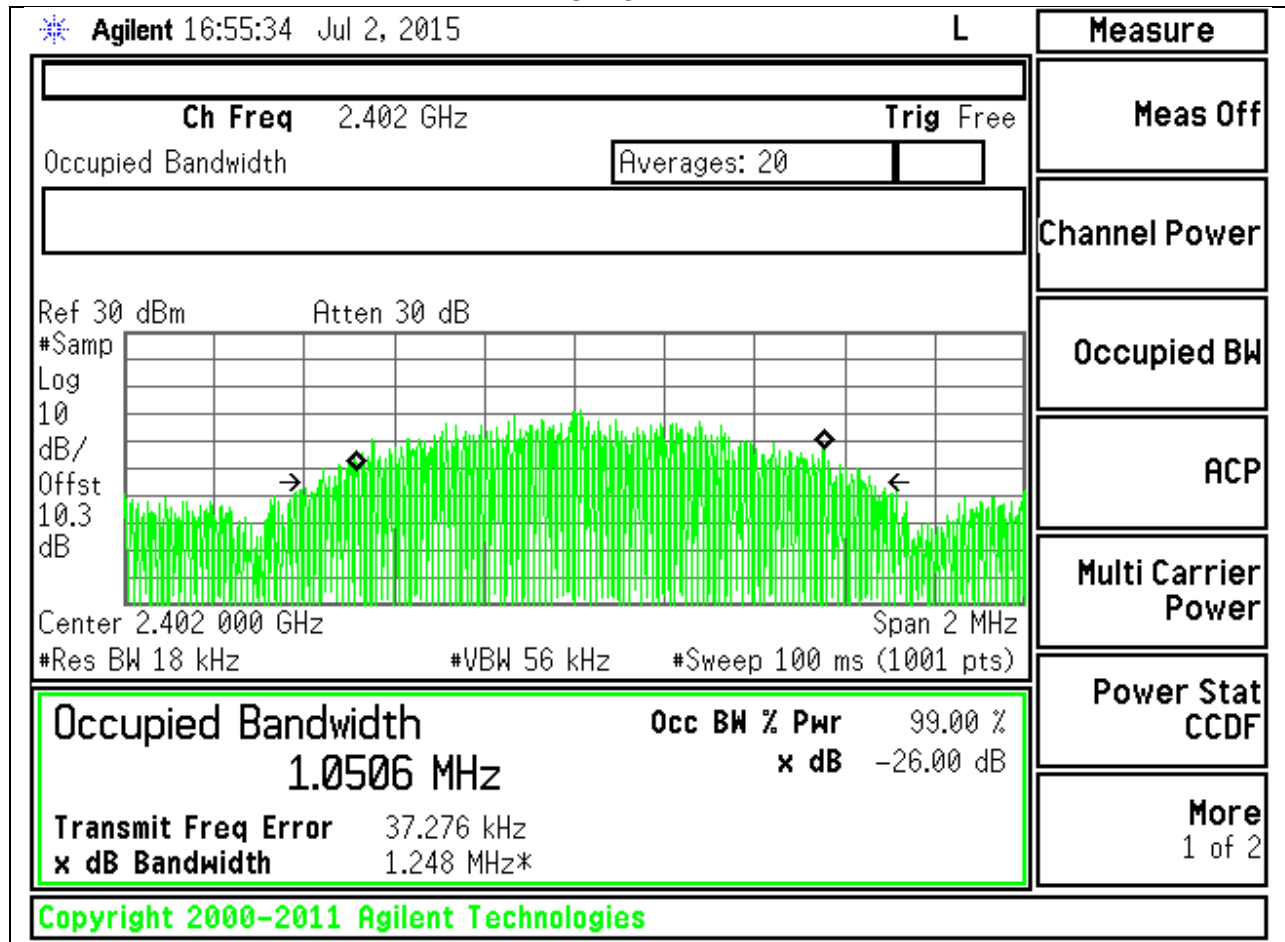 Agilent 16:55:34 Jul 2, 2015 L
Measure
Ch Freq 2.402 GHz Trig Free
Occupied Bandwidth Averages: 20
Ref 30 dBm Atten 30 dB
#Samp
Log
10
dB/
Offst
10.3
dB
Center 2.402 000 GHz Span 2 MHz
#Res BW 18 kHz #VBW 56 kHz #Sweep 100 ms (1001 pts)
Occupied Bandwidth Occ BW % Pwr 99.00 %
1.0506 MHz x dB -26.00 dB
Transmit Freq Error 37.276 kHz
x dB Bandwidth 1.248 MHz*
Meas Off
Channel Power
Occupied BW
ACP
Multi Carrier
Power
Power Stat
CCDF
More
1 of 2
Copyright 2000-2011 Agilent Technologies